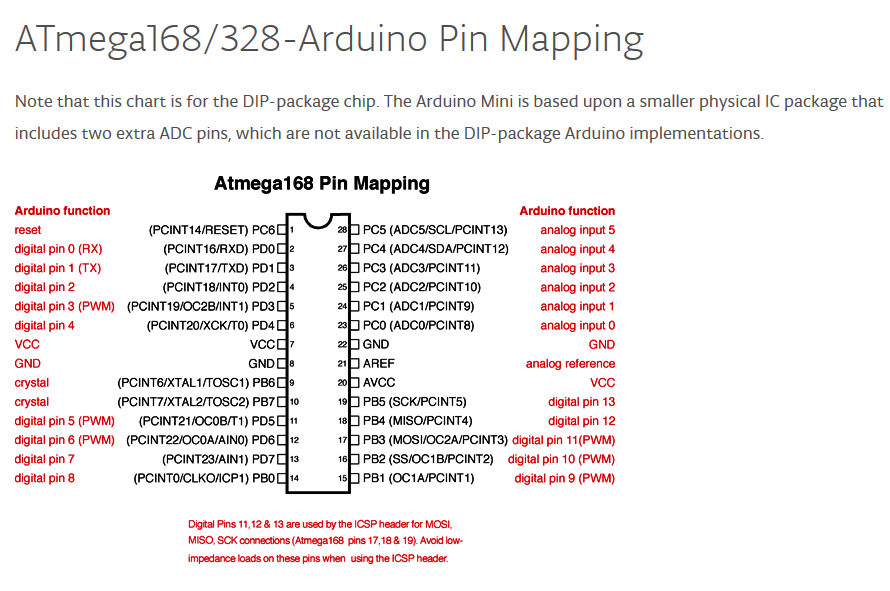 ATmega168/328-Arduino Pin Mapping
Note that this chart is for the DIP-package chip. The Arduino Mini is based upon a smaller physical IC package that
includes two extra ADC pins, which are not available in the DIP-package Arduino implementations.
Atmega168 Pin Mapping
Arduino function Arduino function
reset (PCINT14/RESET) PC6 1 28 PC5 (ADC5/SCL/PCINT13) analog input 5
digital pin 0 (RX) (PCINT16/RXD) PD0 2 27 PC4 (ADC4/SDA/PCINT12) analog input 4
digital pin 1 (TX) (PCINT17/TXD) PD1 3 26 PC3 (ADC3/PCINT11) analog input 3
digital pin 2 (PCINT18/INT0) PD2 4 25 PC2 (ADC2/PCINT10) analog input 2
digital pin 3 (PWM) (PCINT19/OC2B/INT1) PD3 5 24 PC1 (ADC1/PCINT9) analog input 1
digital pin 4 (PCINT20/XCK/T0) PD4 6 23 PC0 (ADC0/PCINT8) analog input 0
VCC VCC 7 22 GND GND
GND GND 8 21 AREF analog reference
crystal (PCINT6/XTAL1/TOSC1) PB6 9 20 AVCC VCC
crystal (PCINT7/XTAL2/TOSC2) PB7 10 19 PB5 (SCK/PCINT5) digital pin 13
digital pin 5 (PWM) (PCINT21/OC0B/T1) PD5 11 18 PB4 (MISO/PCINT4) digital pin 12
digital pin 6 (PWM) (PCINT22/OC0A/AIN0) PD6 12 17 PB3 (MOSI/OC2A/PCINT3) digital pin 11(PWM)
digital pin 7 (PCINT23/AIN1) PD7 13 16 PB2 (SS/OC1B/PCINT2) digital pin 10 (PWM)
digital pin 8 (PCINT0/CLKO/ICP1) PB0 14 15 PB1 (OC1A/PCINT1) digital pin 9 (PWM)
Digital Pins 11,12 & 13 are used by the ICSP header for MOSI,
MISO, SCK connections (Atmega168 pins 17,18 & 19). Avoid low-
impedance loads on these pins when using the ICSP header.